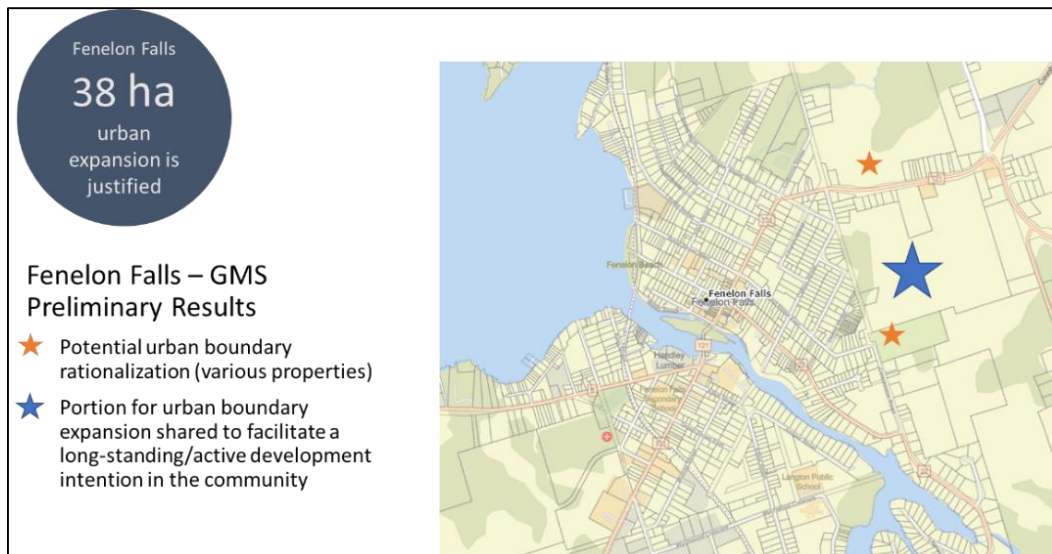 Fenelon Falls
38 ha
urban
expansion is
justified
Fenelon Falls – GMS
Preliminary Results
Potential urban boundary
rationalization (various properties)
Portion for urban boundary
expansion shared to facilitate a
long-standing/active development
intention in the community
Fenelon Beach
Fenelon Falls
Fenelon Falls
121
Handley
Lumber
Fenelon Falls
Secondary
School
Langton Public
School